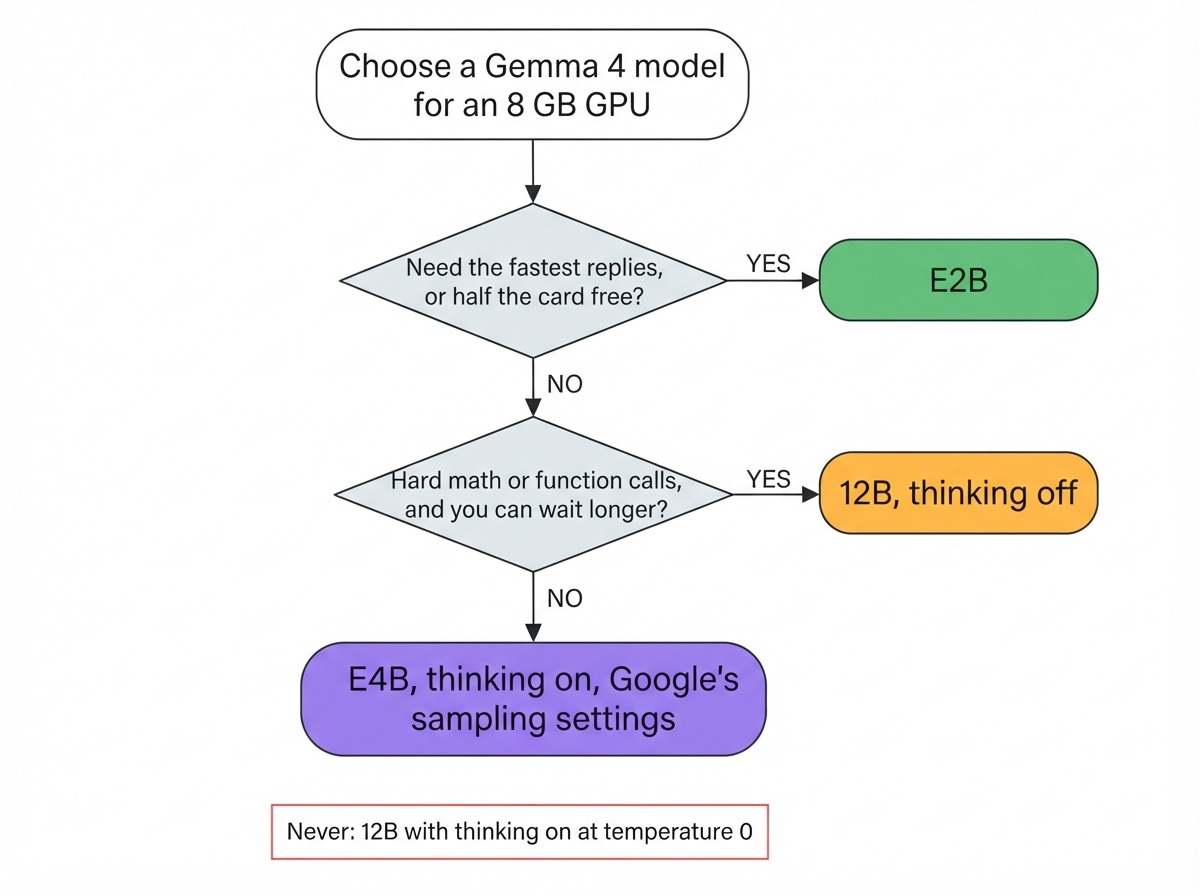 Choose a Gemma 4 model
for an 8 GB GPU
Need the fastest replies,
or half the card free?
YES
E2B
NO
Hard math or function calls,
and you can wait longer?
YES
12B, thinking off
NO
E4B, thinking on, Google's
sampling settings
Never: 12B with thinking on at temperature 0